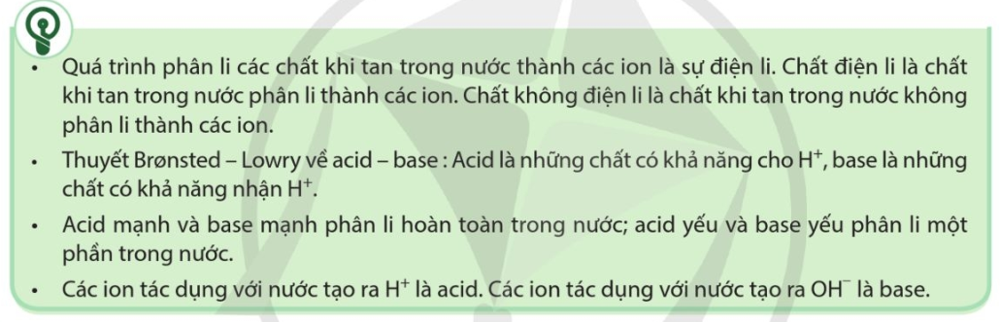 • Quá trình phân li các chất khi tan trong nước thành các ion là sự điện li. Chất điện li là chất
khi tan trong nước phân li thành các ion. Chất không điện li là chất khi tan trong nước không
phân li thành các ion.
• Thuyết Brønsted – Lowry về acid – base : Acid là những chất có khả năng cho H⁺, base là những
chất có khả năng nhận H⁺.
• Acid mạnh và base mạnh phân li hoàn toàn trong nước; acid yếu và base yếu phân li một
phần trong nước.
• Các ion tác dụng với nước tạo ra H⁺ là acid. Các ion tác dụng với nước tạo ra OH⁻ là base.